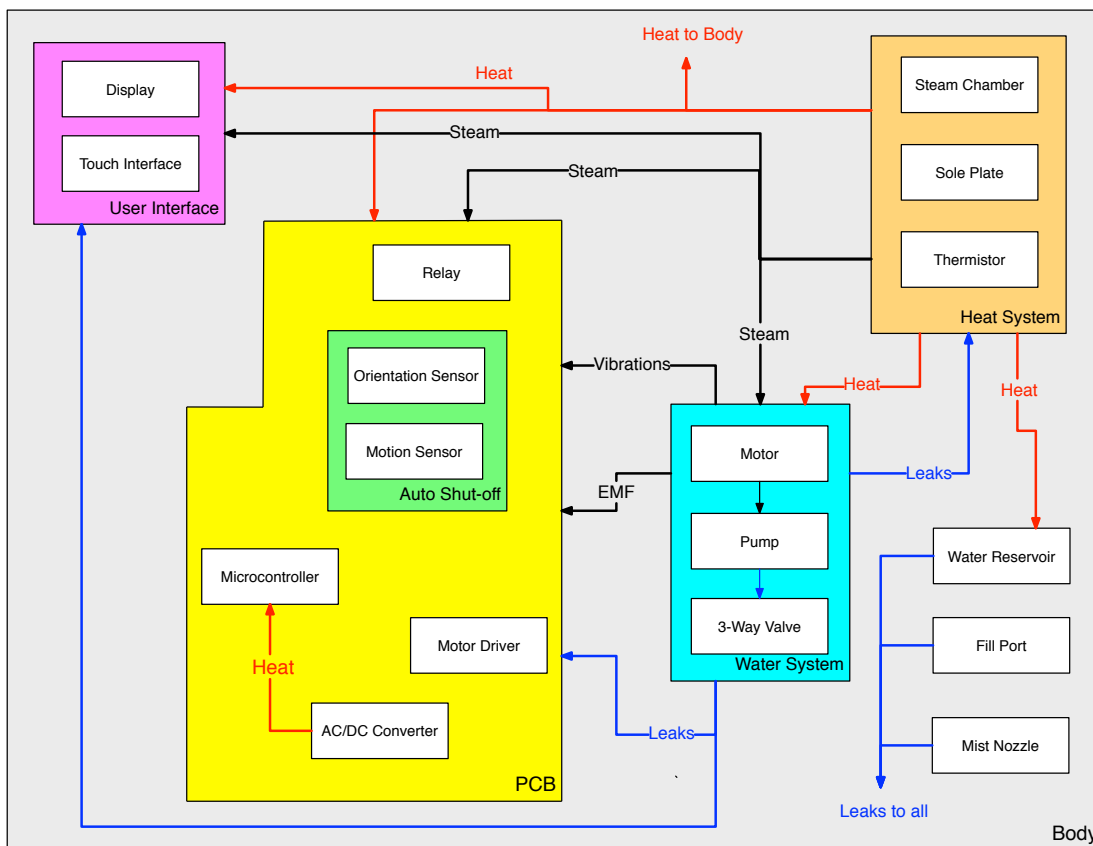 Heat to Body
Heat
Display
Steam Chamber
Steam
Touch Interface
Steam
Sole Plate
User Interface
Relay
Thermistor
Heat System
Steam
Orientation Sensor
Vibrations
Heat
Heat
Motion Sensor
Motor
Auto Shut-off
EMF
Leaks
Pump
Water Reservoir
Microcontroller
3-Way Valve
Motor Driver
Fill Port
Water System
Heat
AC/DC Converter
Leaks
Mist Nozzle
PCB
Leaks to all
Body